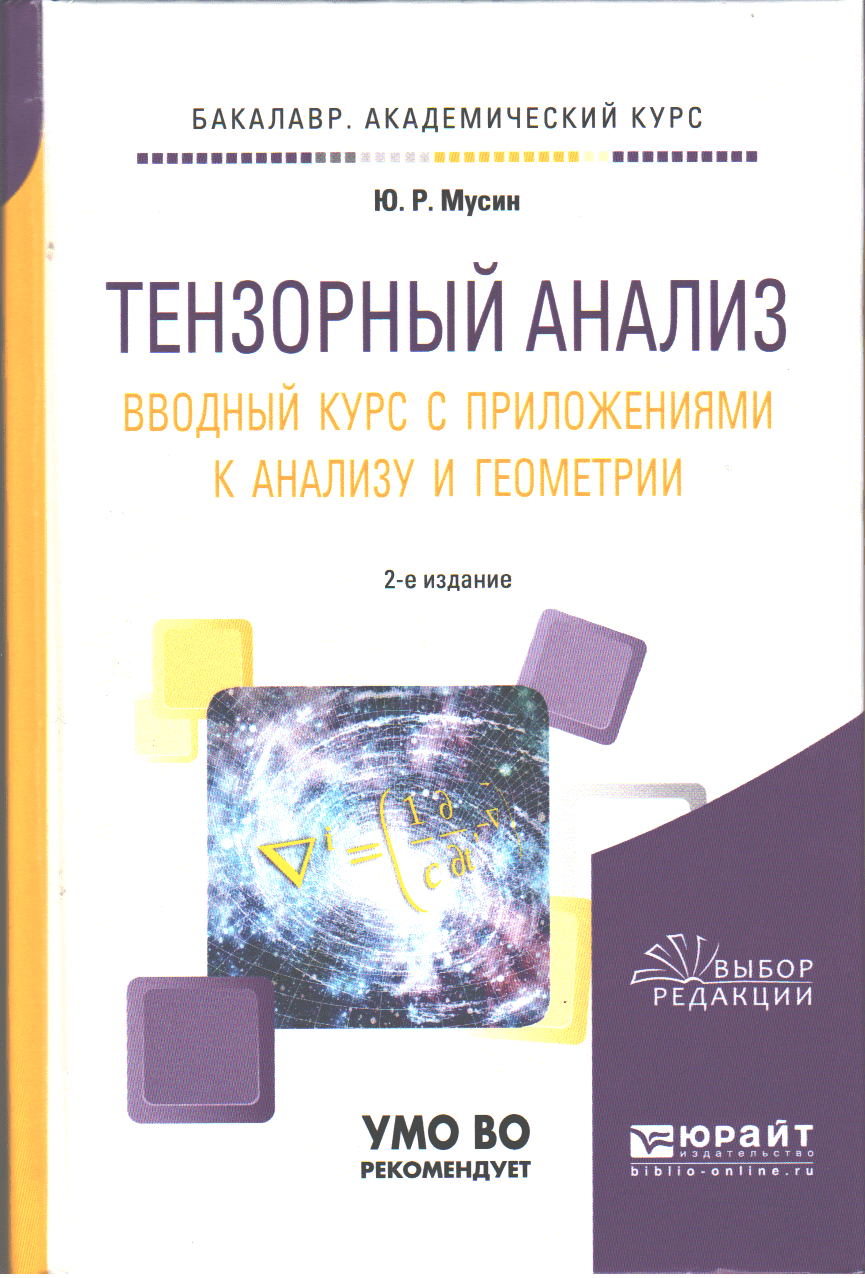 БАКАЛАВР. АКАДЕМИЧЕСКИЙ КУРС
Ю. Р. Мусин
ТЕНЗОРНЫЙ АНАЛИЗ
ВВОДНЫЙ КУРС С ПРИЛОЖЕНИЯМИ
К АНАЛИЗУ И ГЕОМЕТРИИ
2-е издание
∇ i = ( 1 ∂
c ∂t
ВЫБОР
РЕДАКЦИИ
УМО ВО
РЕКОМЕНДУЕТ
ЮРАЙТ
ИЗДАТЕЛЬСТВО
biblio-online.ru